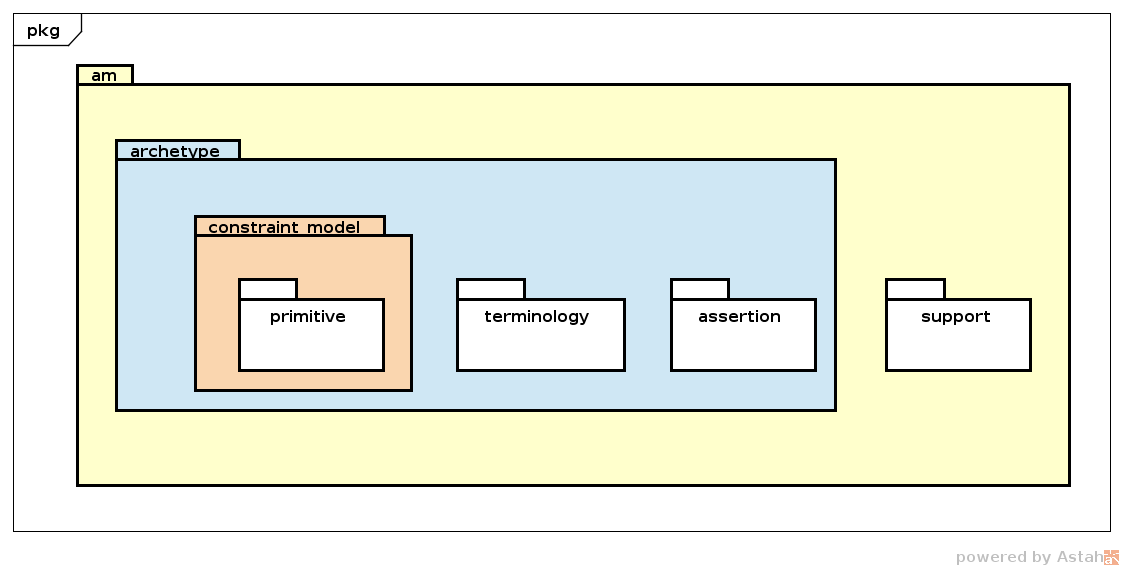 pkg
am
archetype
constraint_model
primitive
terminology
assertion
support
powered by Astah